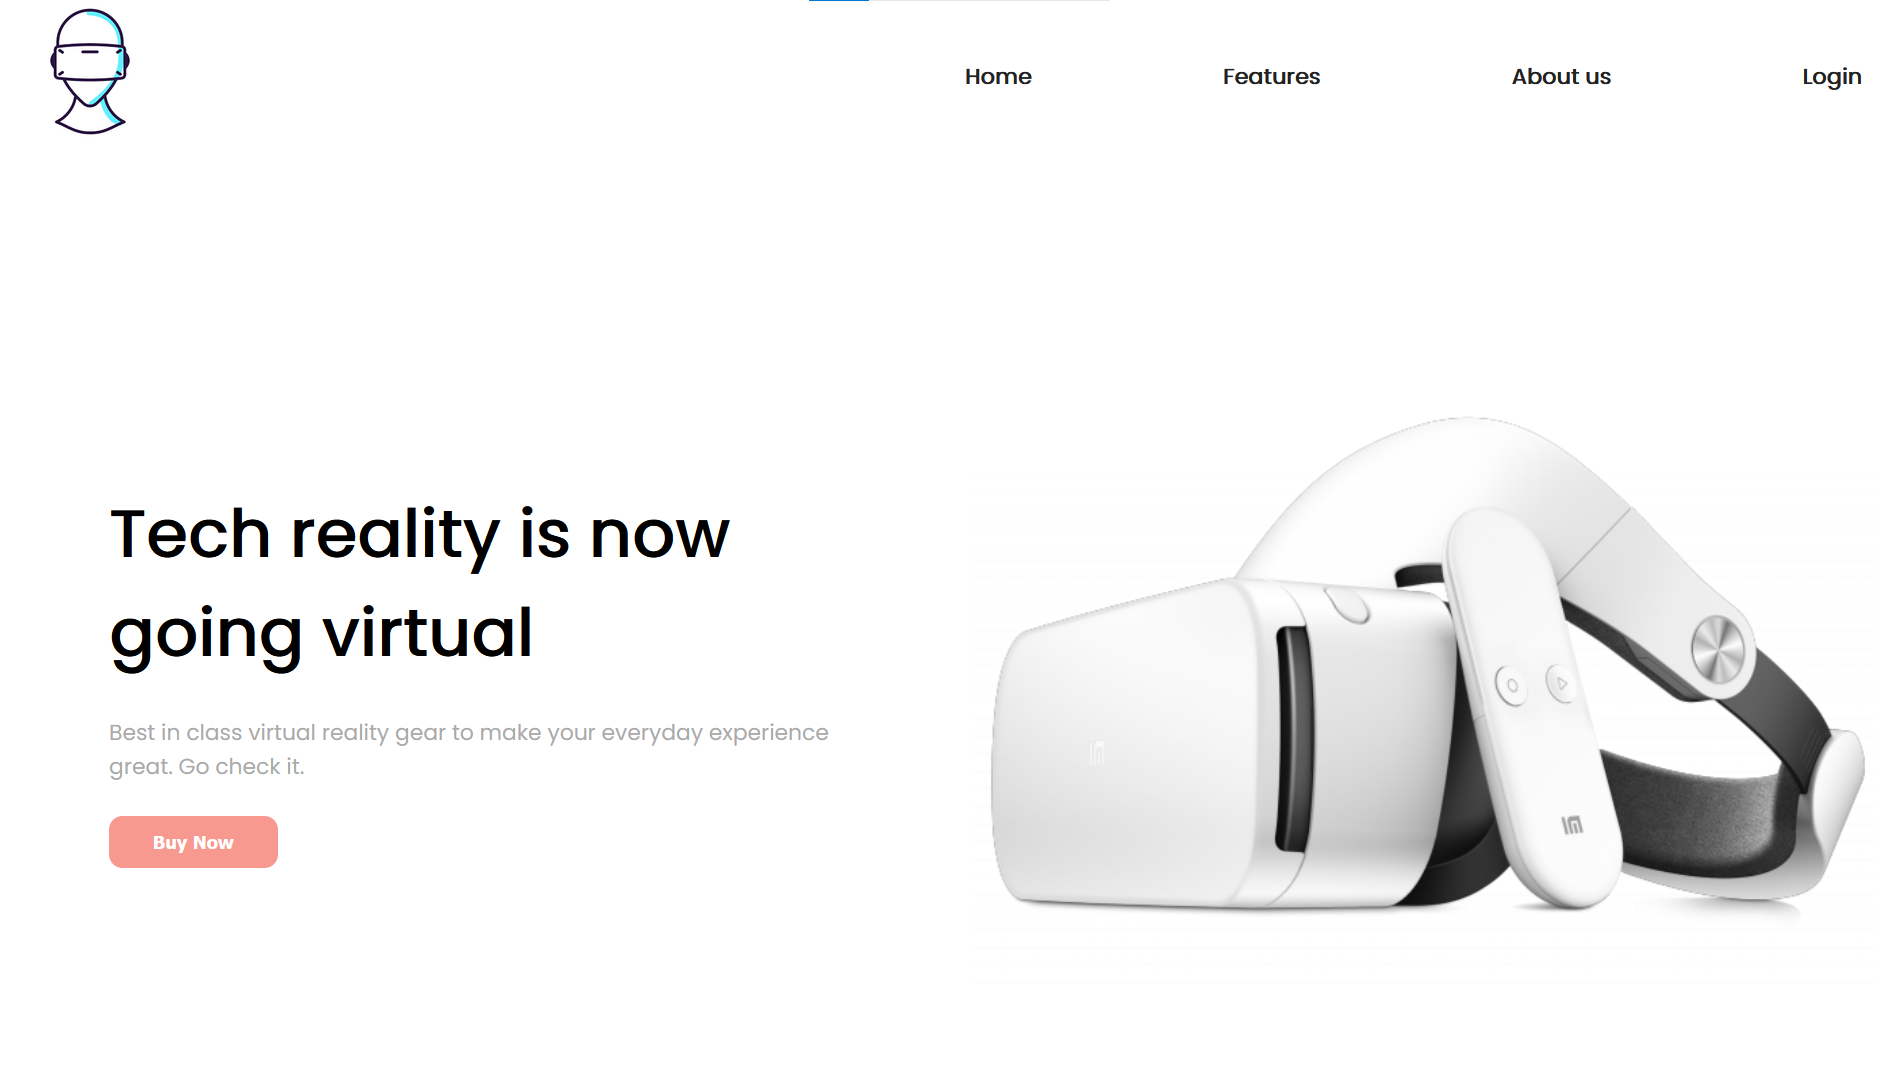 Home
Features
About us
Login
Tech reality is now
going virtual
Best in class virtual reality gear to make your everyday experience
great. Go check it.
Buy Now